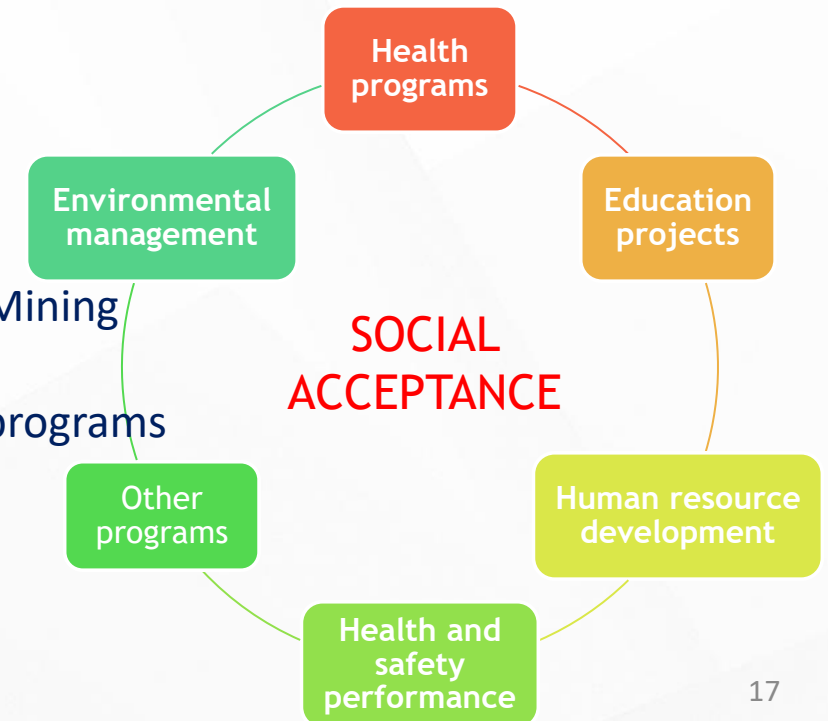 Health
programs
Environmental
management
Education
projects
Mining
SOCIAL
ACCEPTANCE
programs
Other
programs
Human resource
development
Health and
safety
performance
17